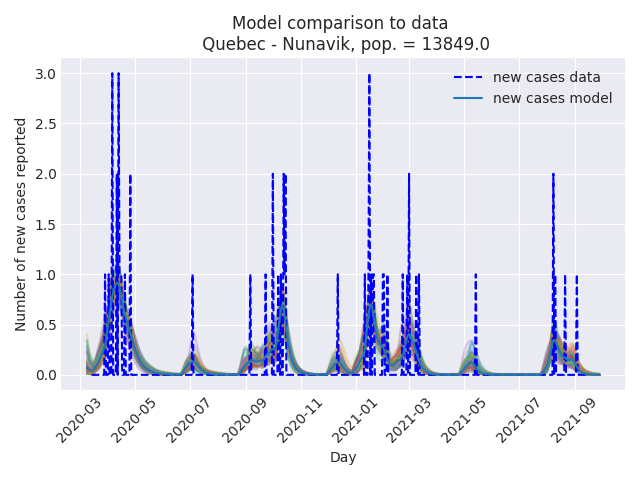 Model comparison to data
Quebec - Nunavik, pop. = 13849.0
new cases data
new cases model
Number of new cases reported
3.0
2.5
2.0
1.5
1.0
0.5
0.0
2020-03
2020-05
2020-07
2020-09
2020-11
2021-01
2021-03
2021-05
2021-07
2021-09
Day